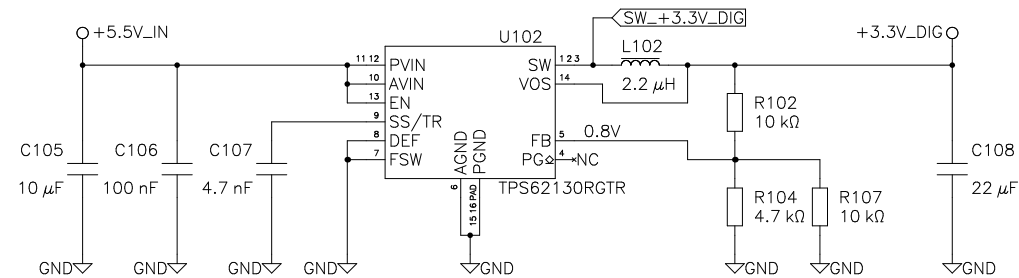 SW_+3.3V_DIG
+5.5V_IN
U102
+3.3V_DIG
L102
2.2 µH
11 12 PVIN
10 AVIN
13 EN
9 SS/TR
8 DEF
7 FSW
SW 1 2 3
VOS 14
FB 5 0.8V
PG 4 NC
AGND
PGND
6
15 16 PAD
TPS62130RGTR
R102
10 kΩ
C105
10 µF
C106
100 nF
C107
4.7 nF
R104
4.7 kΩ
R107
10 kΩ
C108
22 µF
GND
GND
GND
GND
GND
GND
GND
GND